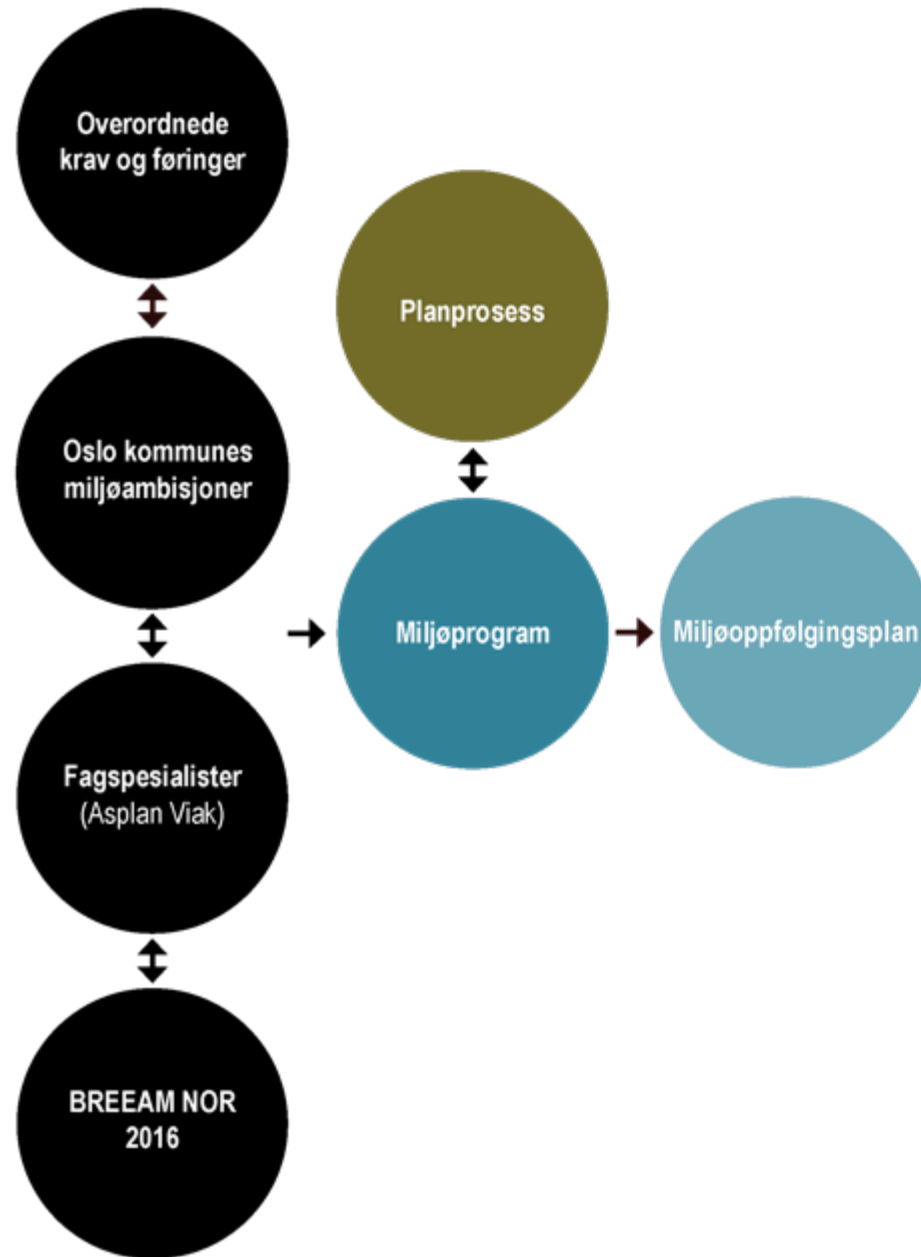 Overordnede
krav og føringer
Oslo kommunes
miljøambisjoner
Fagspesialister
(Asplan Viak)
BREEAM NOR
2016
Planprosess
Miljøprogram
Miljøoppfølgingsplan